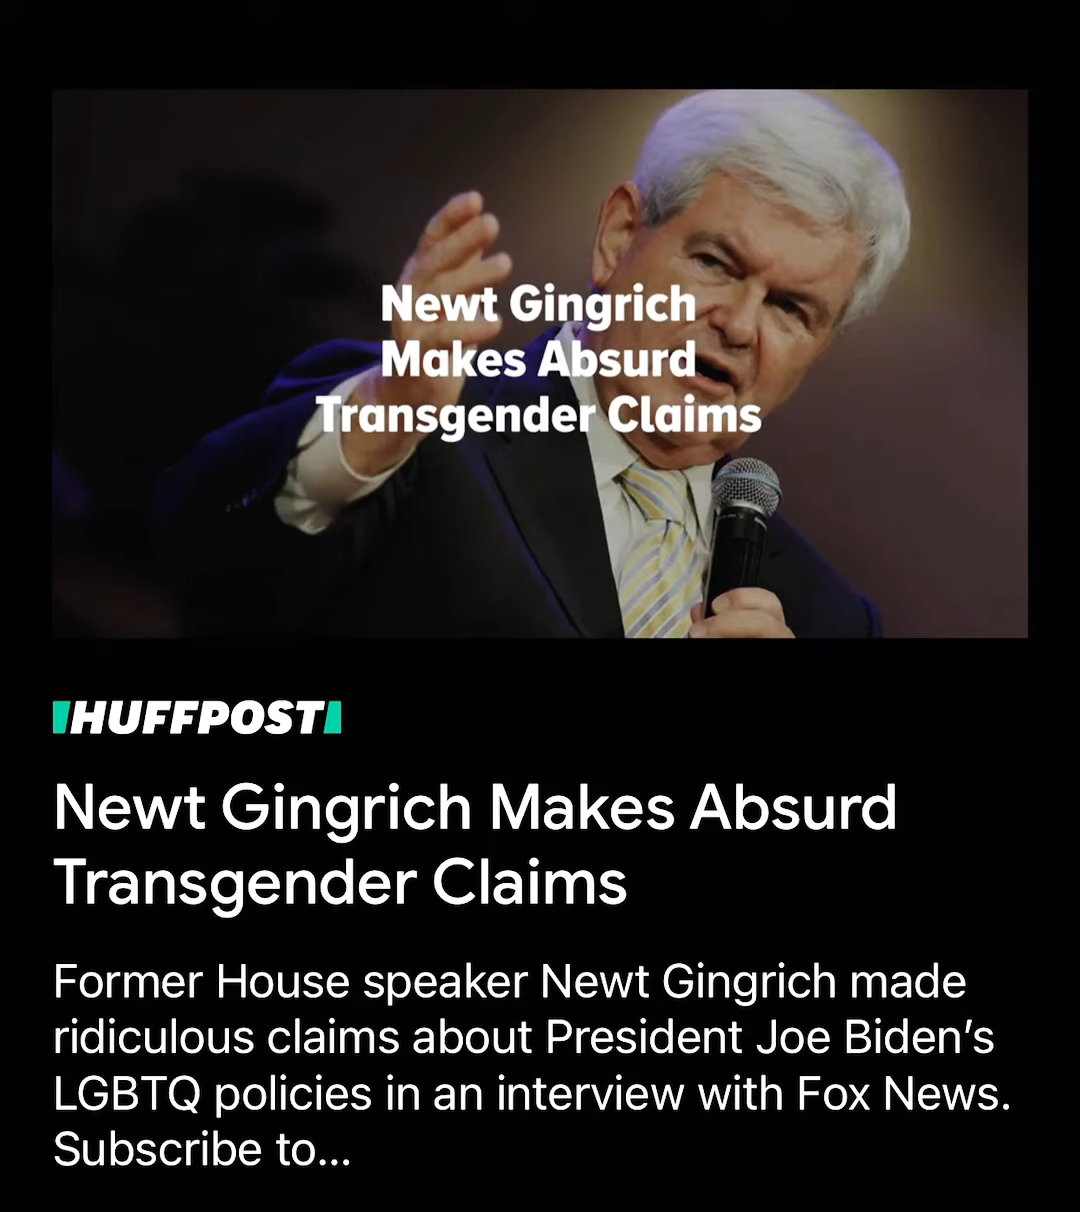 Newt Gingrich
Makes Absurd
Transgender Claims
HUFFPOST
Newt Gingrich Makes Absurd
Transgender Claims
Former House speaker Newt Gingrich made
ridiculous claims about President Joe Biden’s
LGBTQ policies in an interview with Fox News.
Subscribe to...